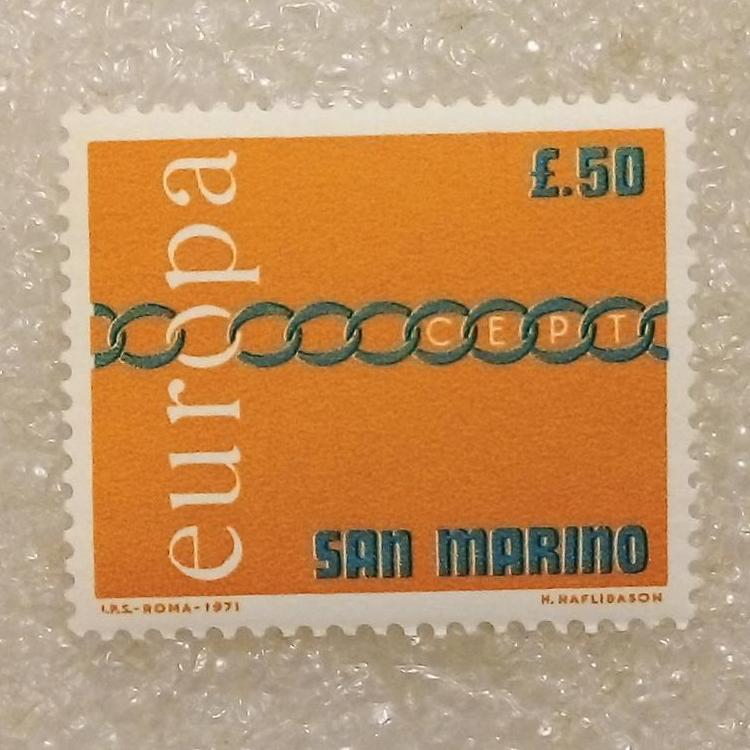 europa
£.50
CEPT
SAN MARINO
I.P.S.-ROMA-1971
H. HAFLIDASON